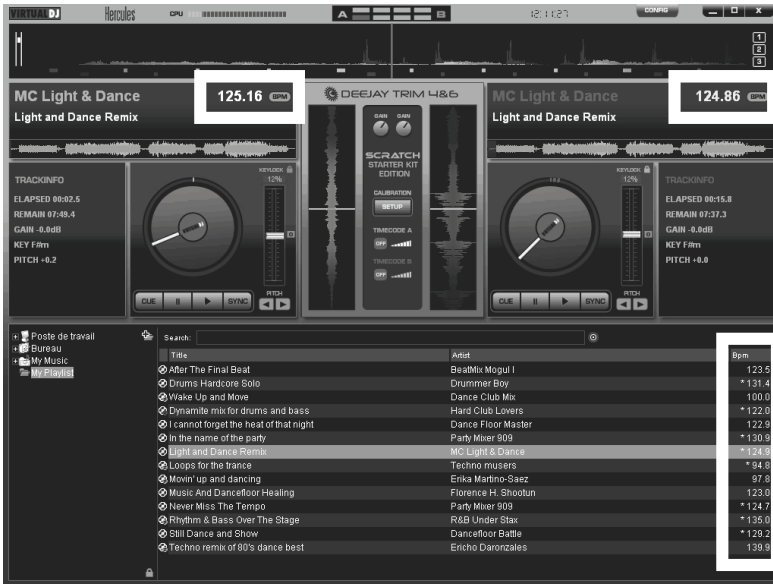 VIRTUAL DJ Hercules CPU A B 12:11:27 CONFIG
1
2
3
MC Light & Dance 125.16 BPM
Light and Dance Remix
DEEJAY TRIM 4&6
GAIN GAIN
SCRATCH
STARTER KIT
EDITION
CALIBRATION
SETUP
TIMECODE A
OFF
TIMECODE B
OFF
MC Light & Dance 124.86 BPM
Light and Dance Remix
TRACKINFO
ELAPSED 00:02.5
REMAIN 07:49.4
GAIN -0.0dB
KEY F#m
PITCH +0.2
KEYLOCK
12%
PITCH
CUE SYNC
KEYLOCK
12%
PITCH
CUE SYNC
TRACKINFO
ELAPSED 00:15.8
REMAIN 07:37.3
GAIN -0.0dB
KEY F#m
PITCH +0.0
Poste de travail
Bureau
My Music
My Playlist
Search:
Title Artist Bpm
After The Final Beat BeatMix Mogul I 123.5
Drums Hardcore Solo Drummer Boy * 131.4
Wake Up and Move Dance Club Mix 100.0
Dynamite mix for drums and bass Hard Club Lovers * 122.0
I cannot forget the heat of that night Dance Floor Master 122.9
In the name of the party Party Mixer 909 * 130.9
Light and Dance Remix MC Light & Dance * 124.9
Loops for the trance Techno musers * 94.8
Movin' up and dancing Erika Martino-Saez 97.8
Music And Dancefloor Healing Florence H. Shootun 123.0
Never Miss The Tempo Party Mixer 909 * 124.7
Rhythm & Bass Over The Stage R&B Under Stax * 135.0
Still Dance and Show Dancefloor Battle * 129.2
Techno remix of 80's dance best Ericho Daronzales 139.9